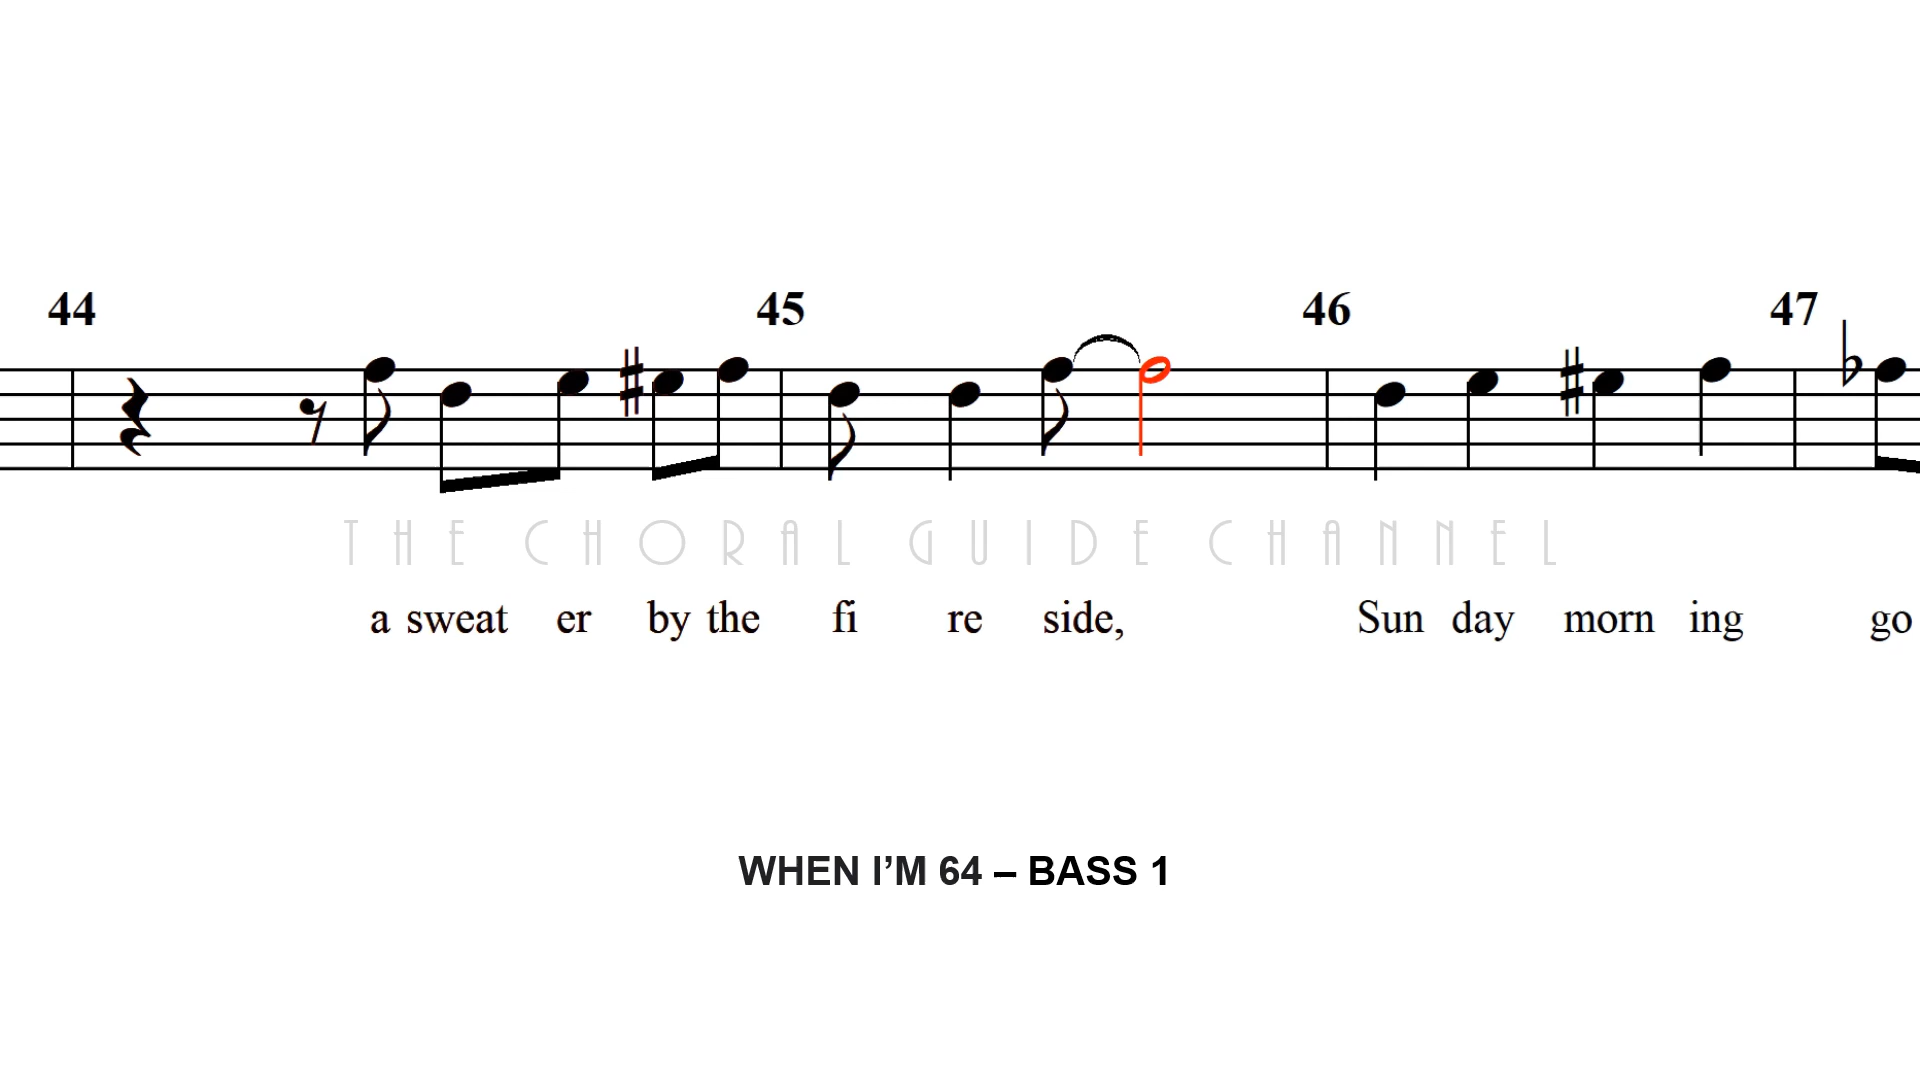 44 45 46 47
THE CHORAL GUIDE CHANNEL
a sweat er by the fi re side, Sun day morn ing go
WHEN I’M 64 – BASS 1